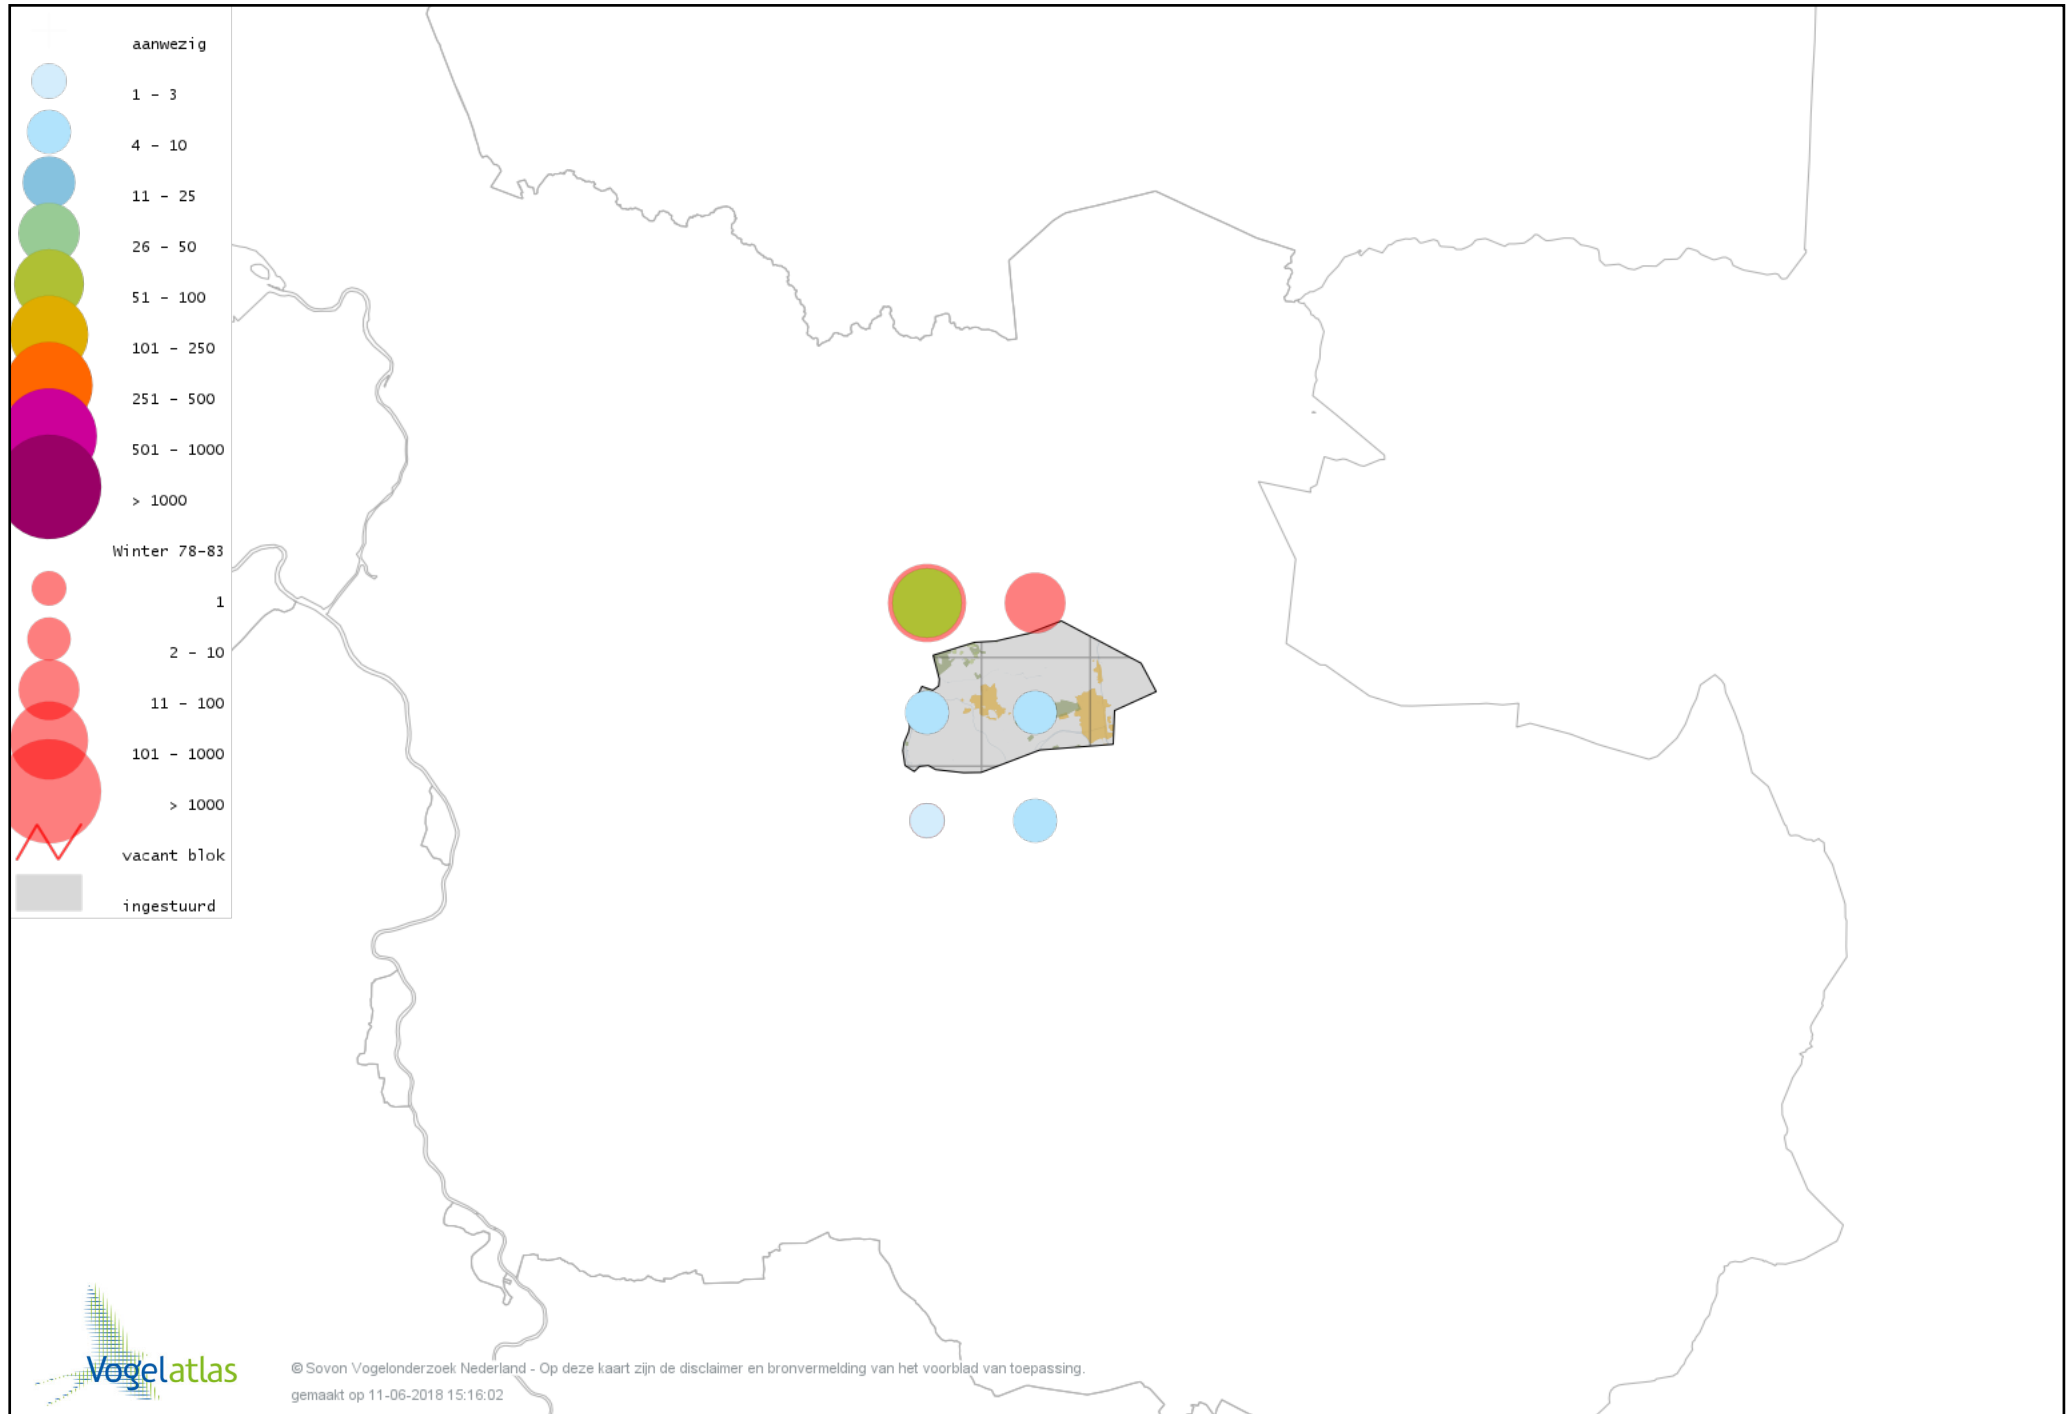 aanwezig
1 - 3
4 - 10
11 - 25
26 - 50
51 - 100
101 - 250
251 - 500
501 - 1000
> 1000
Winter 78-83
1
2 - 10
11 - 100
101 - 1000
> 1000
vacant blok
ingestuurd
Vogelatlas
© Sovon Vogelonderzoek Nederland - Op deze kaart zijn de disclaimer en bronvermelding van het voorblad van toepassing.
gemaakt op 11-06-2018 15:16:02